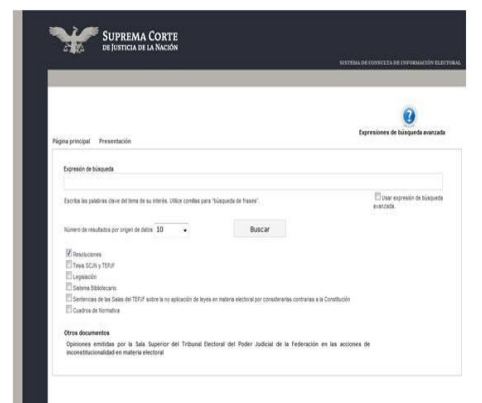 SUPREMA CORTE
DE JUSTICIA DE LA NACIÓN
SISTEMA DE CONSULTA DE INFORMACIÓN ELECTORAL
?
Expresiones de búsqueda avanzada
Página principal Presentación
Expresión de búsqueda
Escriba las palabras clave del tema de su interés. Utilice comillas para "búsqueda de frases".
Usar expresión de búsqueda
avanzada.
Número de resultados por origen de datos 10
Buscar
Resoluciones
Tesis SCJN y TEPJF
Legislación
Sistema Bibliotecario
Sentencias de las Salas del TEPJF sobre la no aplicación de leyes en materia electoral por considerarlas contrarias a la Constitución
Cuadros de Normativa
Otros documentos
Opiniones emitidas por la Sala Superior del Tribunal Electoral del Poder Judicial de la Federación en las acciones de
inconstitucionalidad en materia electoral